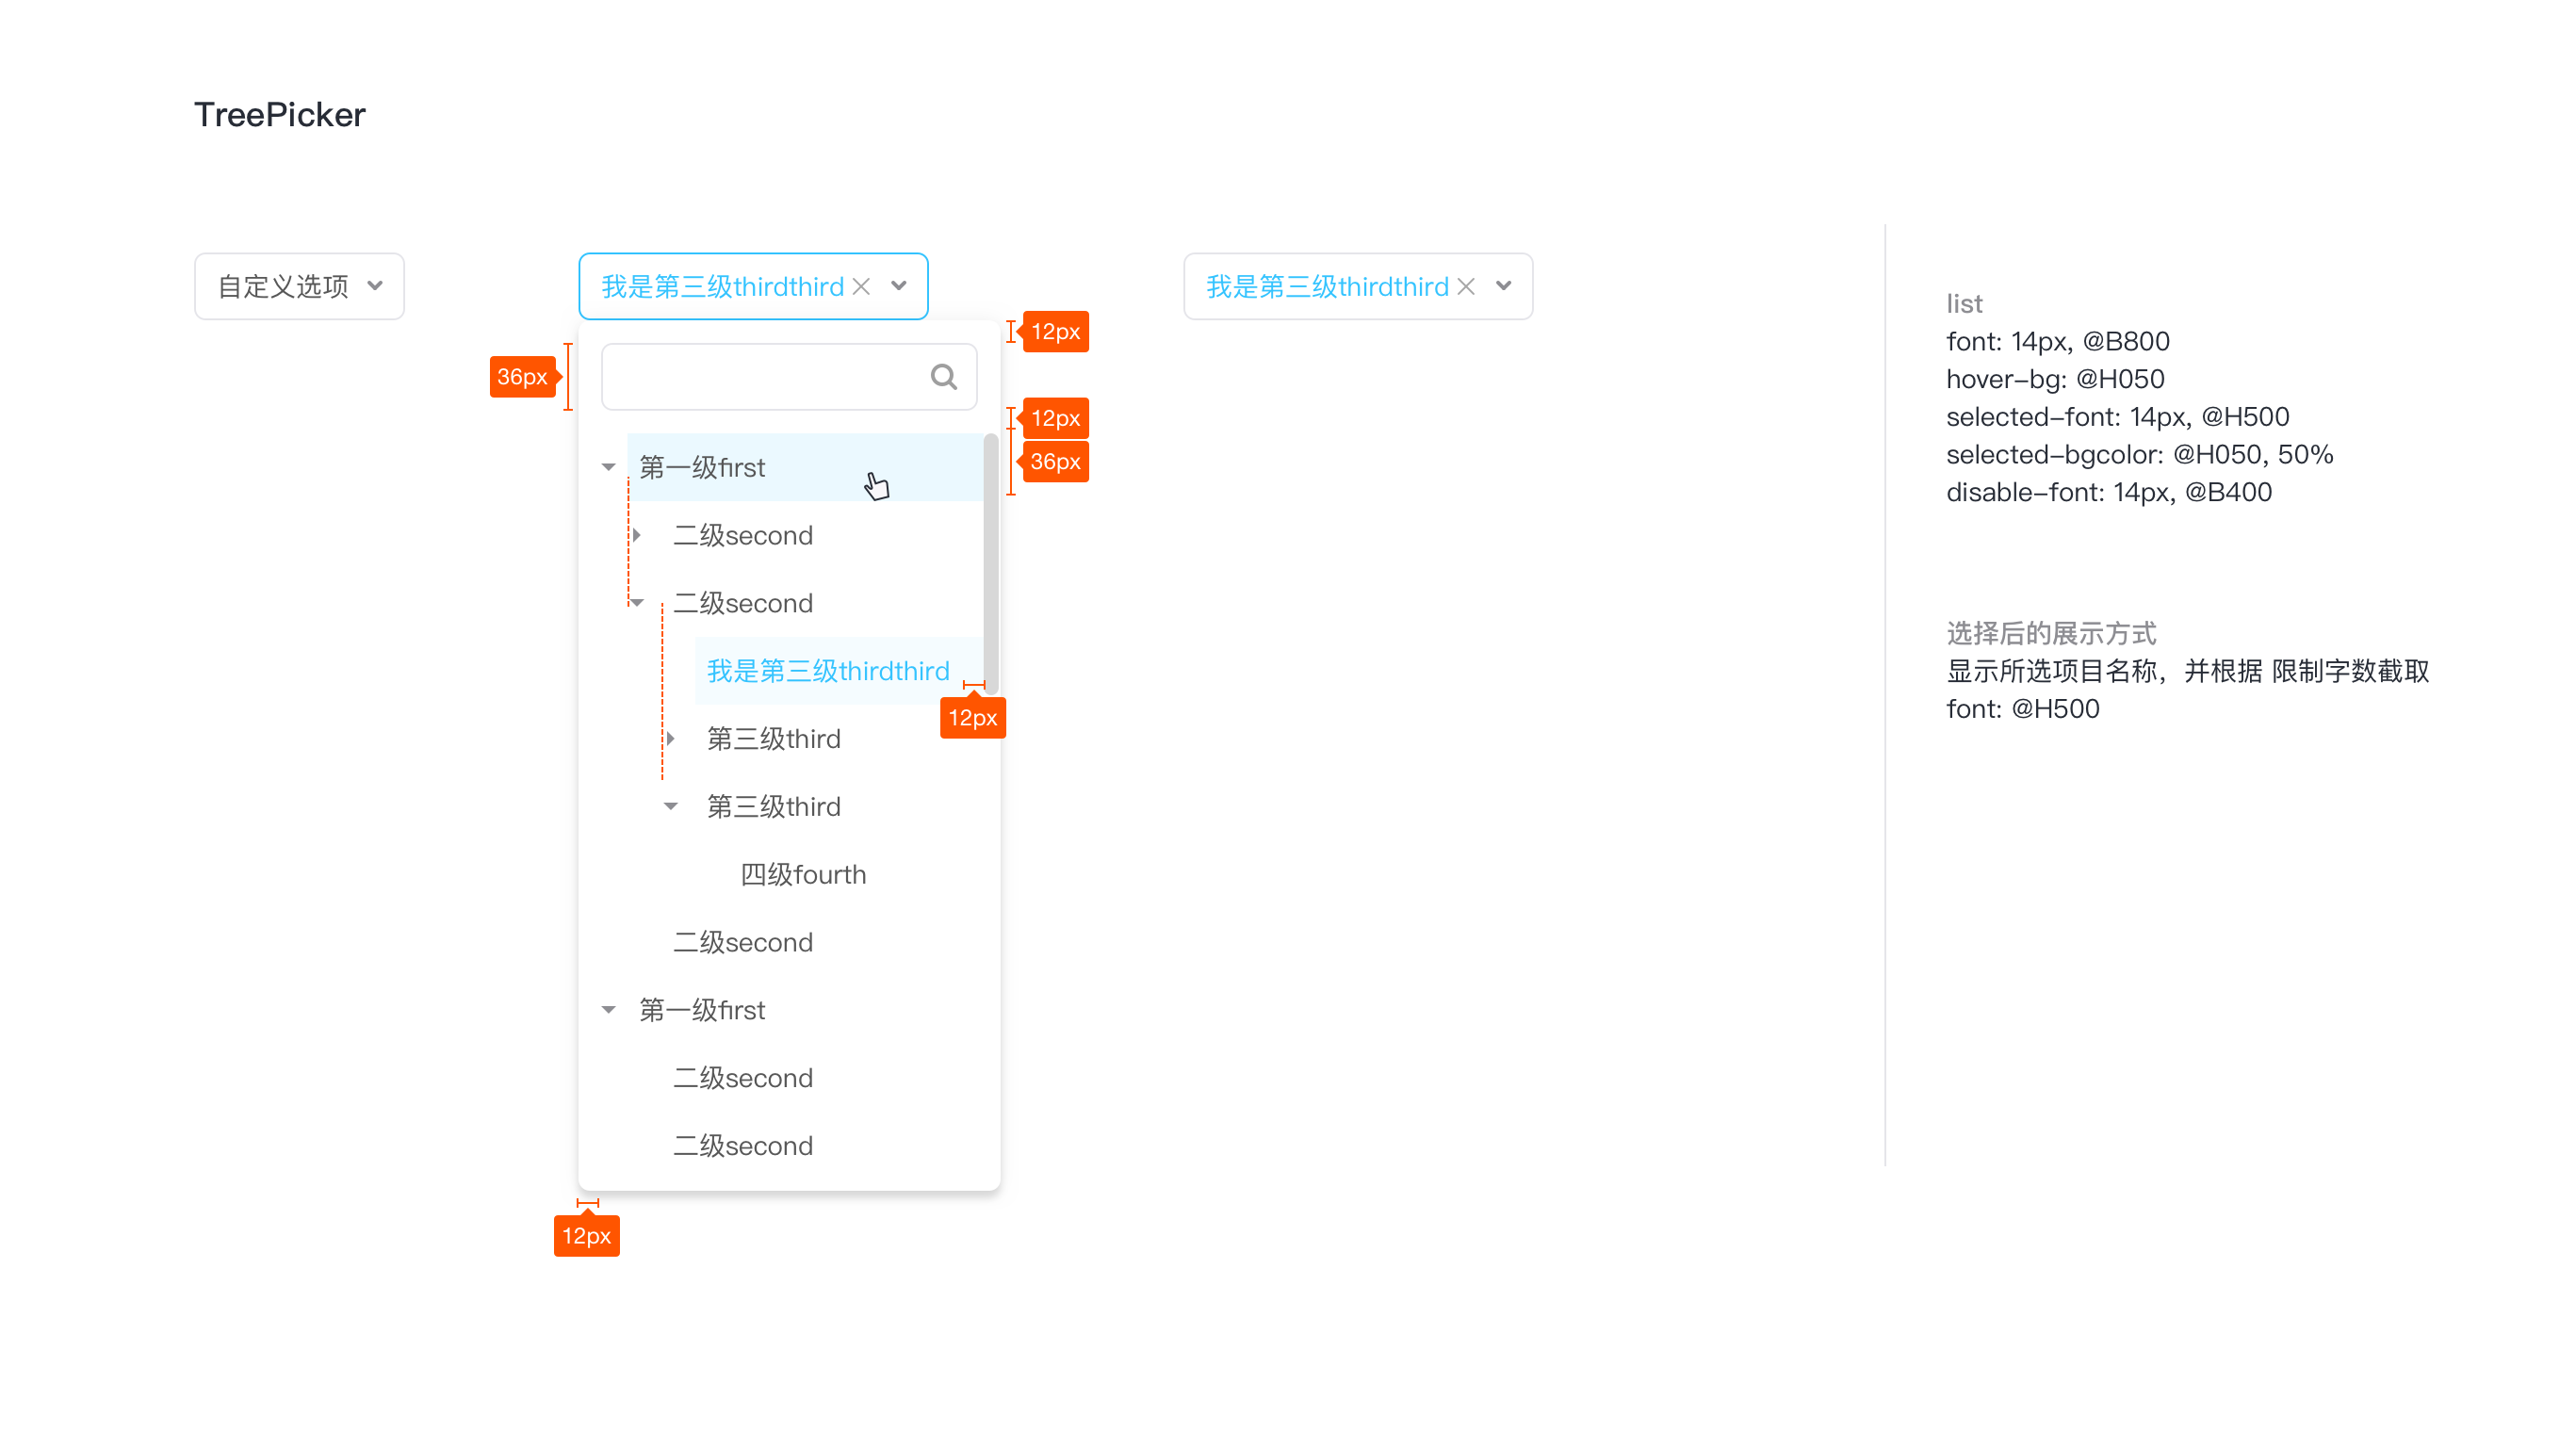 TreePicker
自定义选项
我是第三级thirdthird
我是第三级thirdthird
12px
36px
12px
36px
第一级first
二级second
二级second
我是第三级thirdthird
12px
第三级third
第三级third
四级fourth
二级second
第一级first
二级second
二级second
12px
list
font: 14px, @B800
hover-bg: @H050
selected-font: 14px, @H500
selected-bgcolor: @H050, 50%
disable-font: 14px, @B400
选择后的展示方式
显示所选项目名称，并根据 限制字数截取
font: @H500